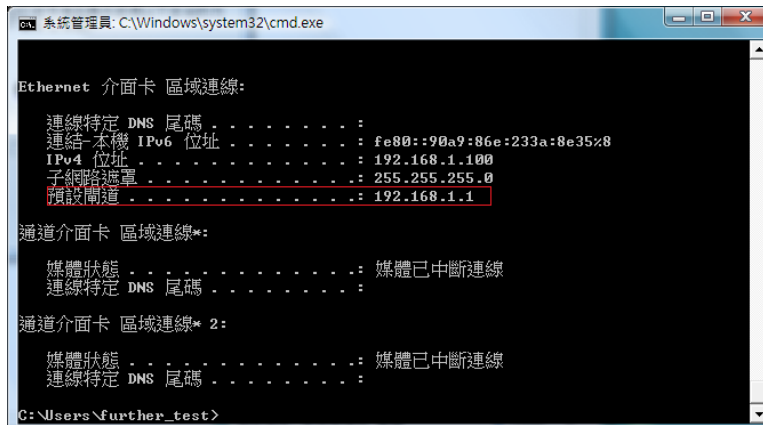 系統管理員: C:\Windows\system32\cmd.exe
Ethernet 介面卡 區域連線:
連線特定 DNS 尾碼 . . . . . . . . :
連結-本機 IPv6 位址 . . . . . . . : fe80::90a9:86e:233a:8e35%8
IPv4 位址 . . . . . . . . . . . . : 192.168.1.100
子網路遮罩 . . . . . . . . . . . .: 255.255.255.0
預設閘道 . . . . . . . . . . . . .: 192.168.1.1
通道介面卡 區域連線*:
媒體狀態 . . . . . . . . . . . . .: 媒體已中斷連線
連線特定 DNS 尾碼 . . . . . . . . :
通道介面卡 區域連線* 2:
媒體狀態 . . . . . . . . . . . . .: 媒體已中斷連線
連線特定 DNS 尾碼 . . . . . . . . :
C:\Users\further_test>